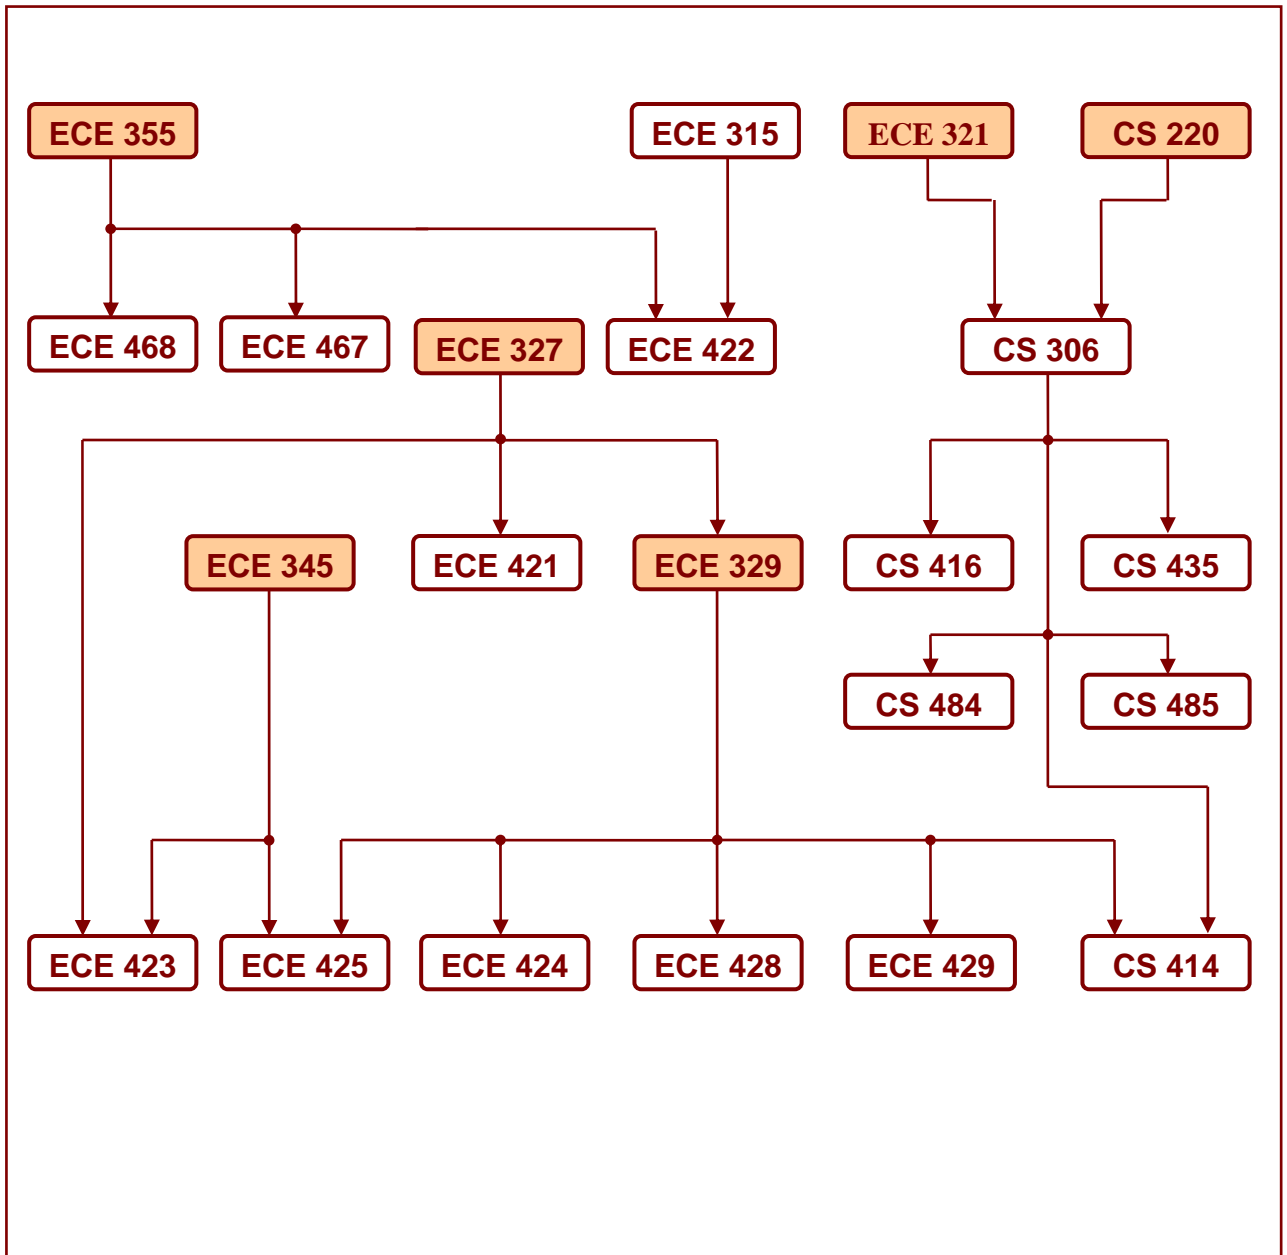 ECE 355
ECE 315
ECE 321
CS 220
ECE 468
ECE 467
ECE 327
ECE 422
CS 306
ECE 345
ECE 421
ECE 329
CS 416
CS 435
CS 484
CS 485
ECE 423
ECE 425
ECE 424
ECE 428
ECE 429
CS 414